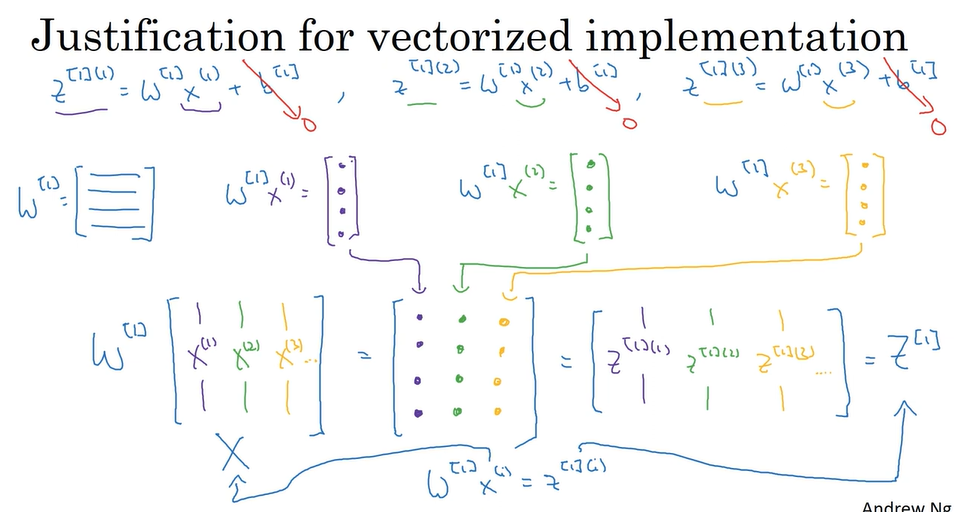 Justification for vectorized implementation
z^[1](1) = W^[1] x^(1) + b^[1] , z^[1](2) = W^[1] x^(2) + b^[1] , z^[1](3) = W^[1] x^(3) + b^[1]
0 0 0
W^[1] = [ ] W^[1] x^(1) = [ ] W^[1] x^(2) = [ ] W^[1] x^(3) = [ ]
W^[1] [ x^(1) x^(2) x^(3) ... ] = [ ] = [ z^[1](1) z^[1](2) z^[1](3) .... ] = Z^[1]
X
W^[1] x^(i) = z^[1](i)
Andrew Ng